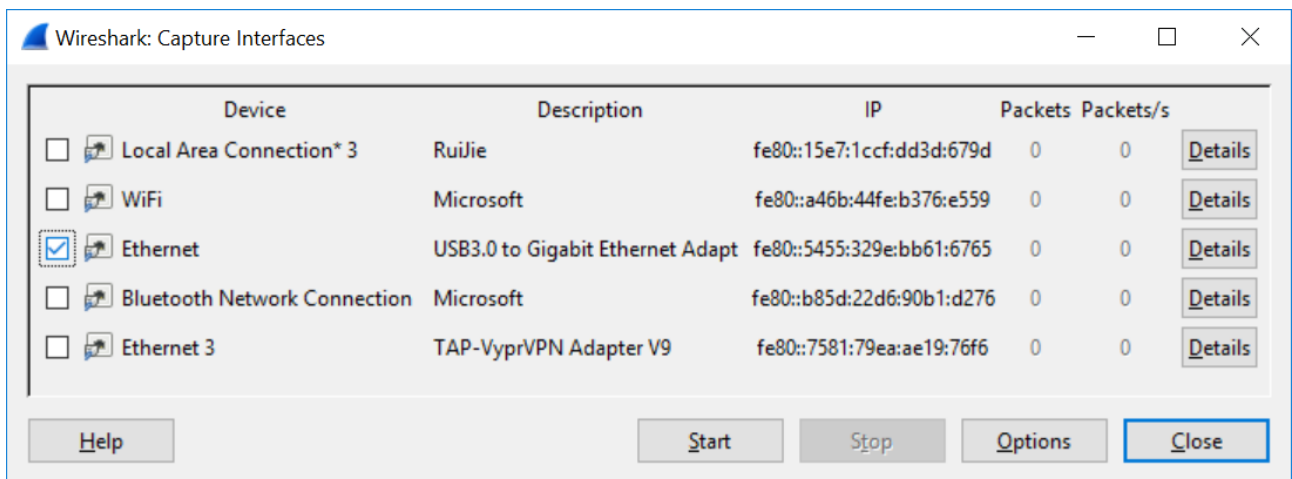 Wireshark: Capture Interfaces
Device Description IP Packets Packets/s
Local Area Connection* 3 RuiJie fe80::15e7:1ccf:dd3d:679d 0 0 Details
WiFi Microsoft fe80::a46b:44fe:b376:e559 0 0 Details
Ethernet USB3.0 to Gigabit Ethernet Adapt fe80::5455:329e:bb61:6765 0 0 Details
Bluetooth Network Connection Microsoft fe80::b85d:22d6:90b1:d276 0 0 Details
Ethernet 3 TAP-VyprVPN Adapter V9 fe80::7581:79ea:ae19:76f6 0 0 Details
Help Start Stop Options Close